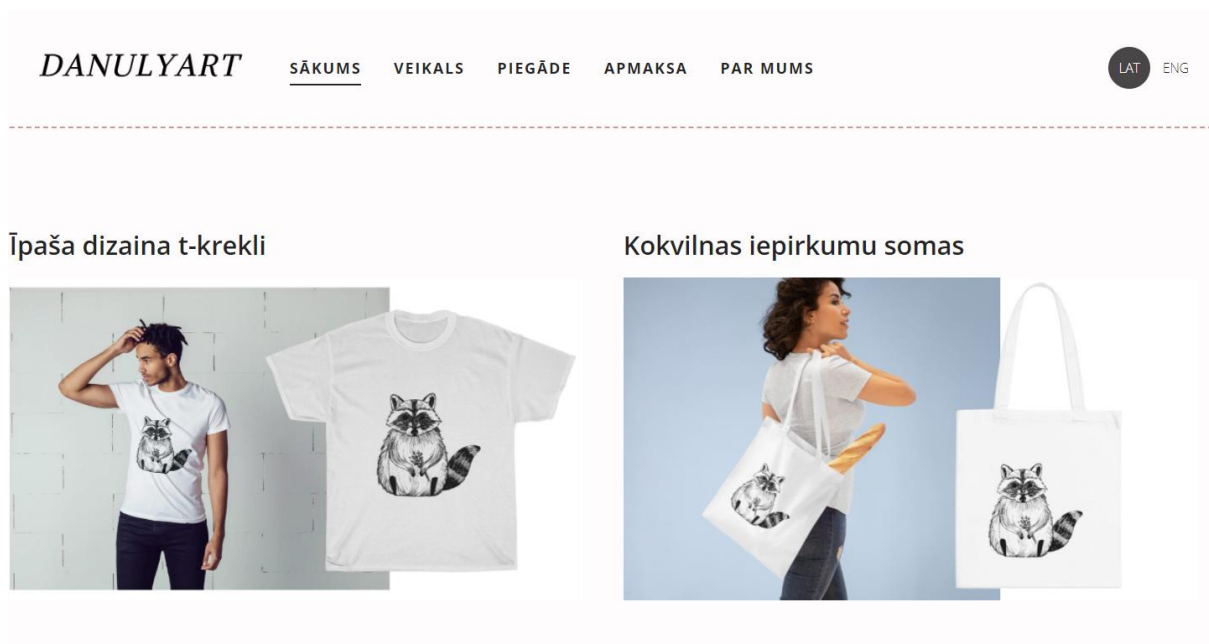 DANULYART
SĀKUMS VEIKALS PIEGĀDE APMAKSA PAR MUMS
LAT ENG
Īpaša dizaina t-krekli
Kokvilnas iepirkumu somas